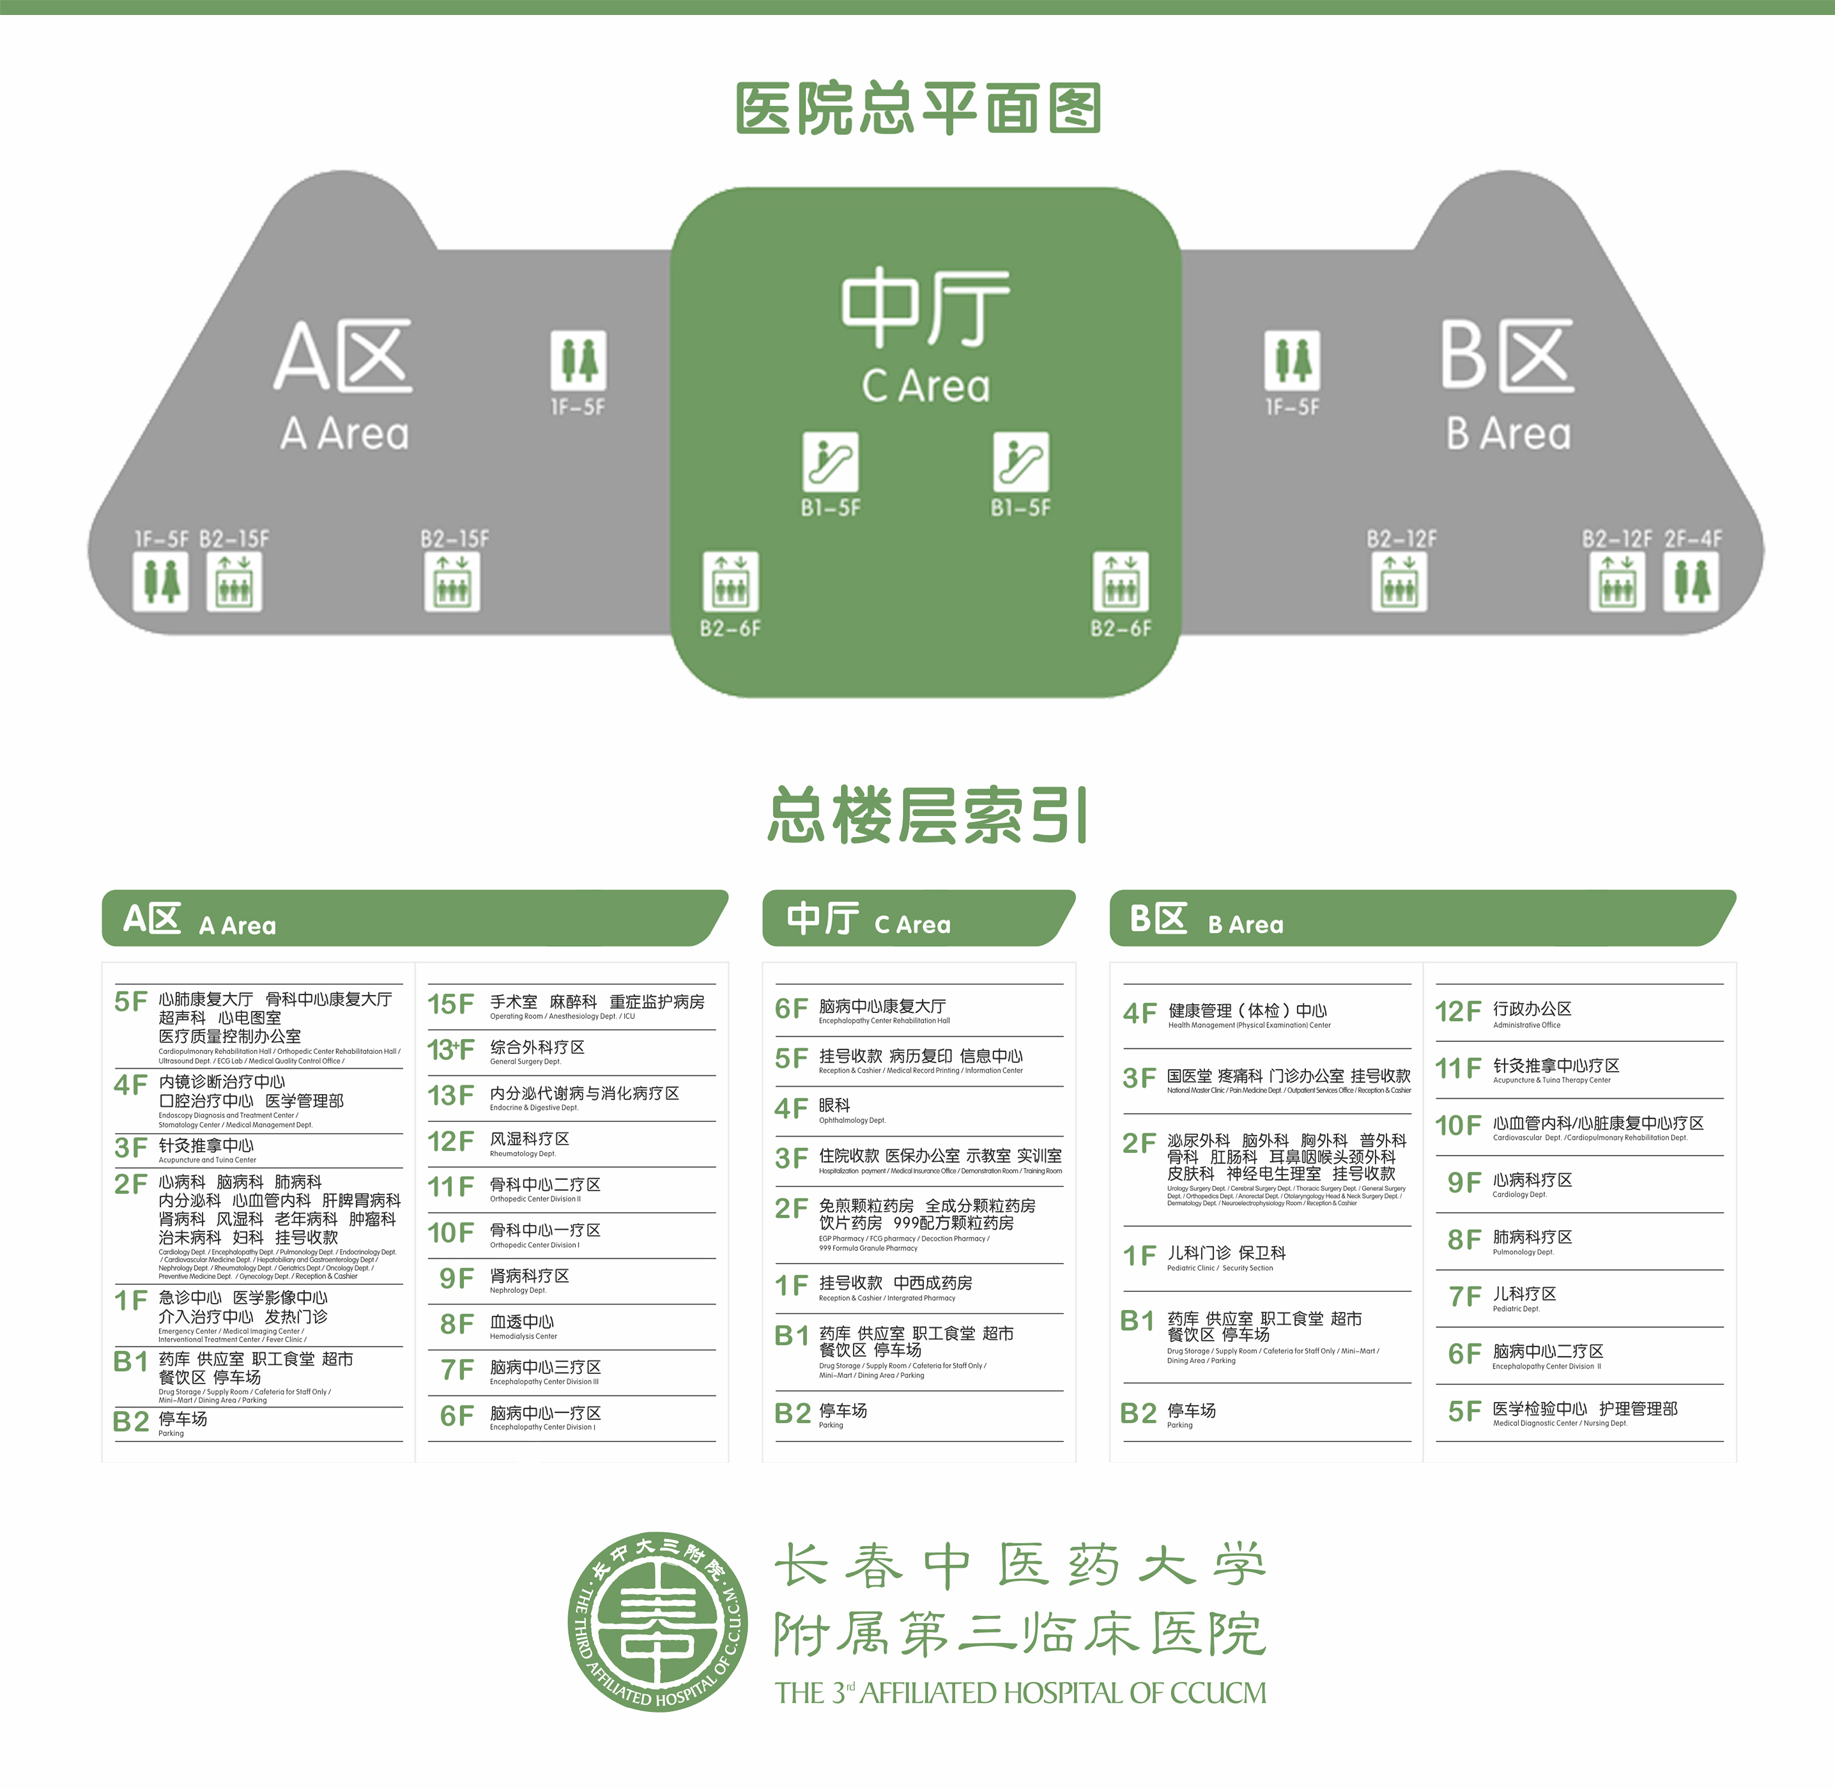 医院总平面图
A区
A Area
1F-5F
1F-5F
B2-15F
B2-15F
中厅
C Area
B1-5F
B1-5F
B2-6F
B2-6F
B区
B Area
1F-5F
B2-12F
B2-12F
2F-4F
总楼层索引
A区 A Area
5F 心肺康复大厅 骨科中心康复大厅
超声科 心电图室
医疗质量控制办公室
Cardiopulmonary Rehabilitation Hall / Orthopedic Center Rehabilitataion Hall /
Ultrasound Dept. / ECG Lab / Medical Quality Control Office /
4F 内镜诊断治疗中心
口腔治疗中心 医学管理部
Endoscopy Diagnosis and Treatment Center /
Stomatology Center / Medical Management Dept.
3F 针灸推拿中心
Acupuncture and Tuina Center
2F 心病科 脑病科 肺病科
内分泌科 心血管内科 肝脾胃病科
肾病科 风湿科 老年病科 肿瘤科
治未病科 妇科 挂号收款
Cardiology Dept. / Encephalopathy Dept. / Pulmonology Dept. / Endocrinology Dept.
/ Cardiovascular Medicine Dept. / Hepatobiliary and Gastroenterology Dept /
Nephrology Dept. / Rheumatology Dept. / Geriatrics Dept / Oncology Dept. /
Preventive Medicine Dept. / Gynecology Dept. / Reception & Cashier
1F 急诊中心 医学影像中心
介入治疗中心 发热门诊
Emergency Center / Medical Imaging Center /
Interventional Treatment Center / Fever Clinic /
B1 药库 供应室 职工食堂 超市
餐饮区 停车场
Drug Storage / Supply Room / Cafeteria for Staff Only /
Mini-Mart / Dining Area / Parking
B2 停车场
Parking
15F 手术室 麻醉科 重症监护病房
Operating Room / Anesthesiology Dept. / ICU
13+F 综合外科疗区
General Surgery Dept.
13F 内分泌代谢病与消化病疗区
Endocrine & Digestive Dept.
12F 风湿科疗区
Rheumatology Dept.
11F 骨科中心二疗区
Orthopedic Center Division II
10F 骨科中心一疗区
Orthopedic Center Division I
9F 肾病科疗区
Nephrology Dept.
8F 血透中心
Hemodialysis Center
7F 脑病中心三疗区
Encephalopathy Center Division III
6F 脑病中心一疗区
Encephalopathy Center Division I
中厅 C Area
6F 脑病中心康复大厅
Encephalopathy Center Rehabilitation Hall
5F 挂号收款 病历复印 信息中心
Reception & Cashier / Medical Record Printing / Information Center
4F 眼科
Ophthalmology Dept.
3F 住院收款 医保办公室 示教室 实训室
Hospitalization payment / Medical Insurance Office / Demonstration Room / Training Room
2F 免煎颗粒药房 全成分颗粒药房
饮片药房 999配方颗粒药房
EGP Pharmacy / FCG pharmacy / Decoction Pharmacy /
999 Formula Granule Pharmacy
1F 挂号收款 中西成药房
Reception & Cashier / Intergrated Pharmacy
B1 药库 供应室 职工食堂 超市
餐饮区 停车场
Drug Storage / Supply Room / Cafeteria for Staff Only /
Mini-Mart / Dining Area / Parking
B2 停车场
Parking
B区 B Area
4F 健康管理（体检）中心
Health Management (Physical Examination) Center
3F 国医堂 疼痛科 门诊办公室 挂号收款
National Master Clinic / Pain Medicine Dept. / Outpatient Services Office / Reception & Cashier
2F 泌尿外科 脑外科 胸外科 普外科
骨科 肛肠科 耳鼻咽喉头颈外科
皮肤科 神经电生理室 挂号收款
Urology Surgery Dept. / Cerebral Surgery Dept. / Thoracic Surgery Dept. / General Surgery
Dept. / Orthopedics Dept. / Anorectal Dept. / Otolaryngology Head & Neck Surgery Dept. /
Dermatology Dept. / Neuroelectrophysiology Room / Reception & Cashier
1F 儿科门诊 保卫科
Pediatric Clinic / Security Section
B1 药库 供应室 职工食堂 超市
餐饮区 停车场
Drug Storage / Supply Room / Cafeteria for Staff Only / Mini-Mart /
Dining Area / Parking
B2 停车场
Parking
12F 行政办公区
Administrative Office
11F 针灸推拿中心疗区
Acupuncture & Tuina Therapy Center
10F 心血管内科/心脏康复中心疗区
Cardiovascular Dept. /Cardiopulmonary Rehabilitation Dept.
9F 心病科疗区
Cardiology Dept.
8F 肺病科疗区
Pulmonology Dept.
7F 儿科疗区
Pediatric Dept.
6F 脑病中心二疗区
Encephalopathy Center Division II
5F 医学检验中心 护理管理部
Medical Diagnostic Center / Nursing Dept.
·长中大三附院·
THE THIRD AFFILIATED HOSPITAL OF C.C.U.C.M
长春中医药大学
附属第三临床医院
THE 3rd AFFILIATED HOSPITAL OF CCUCM